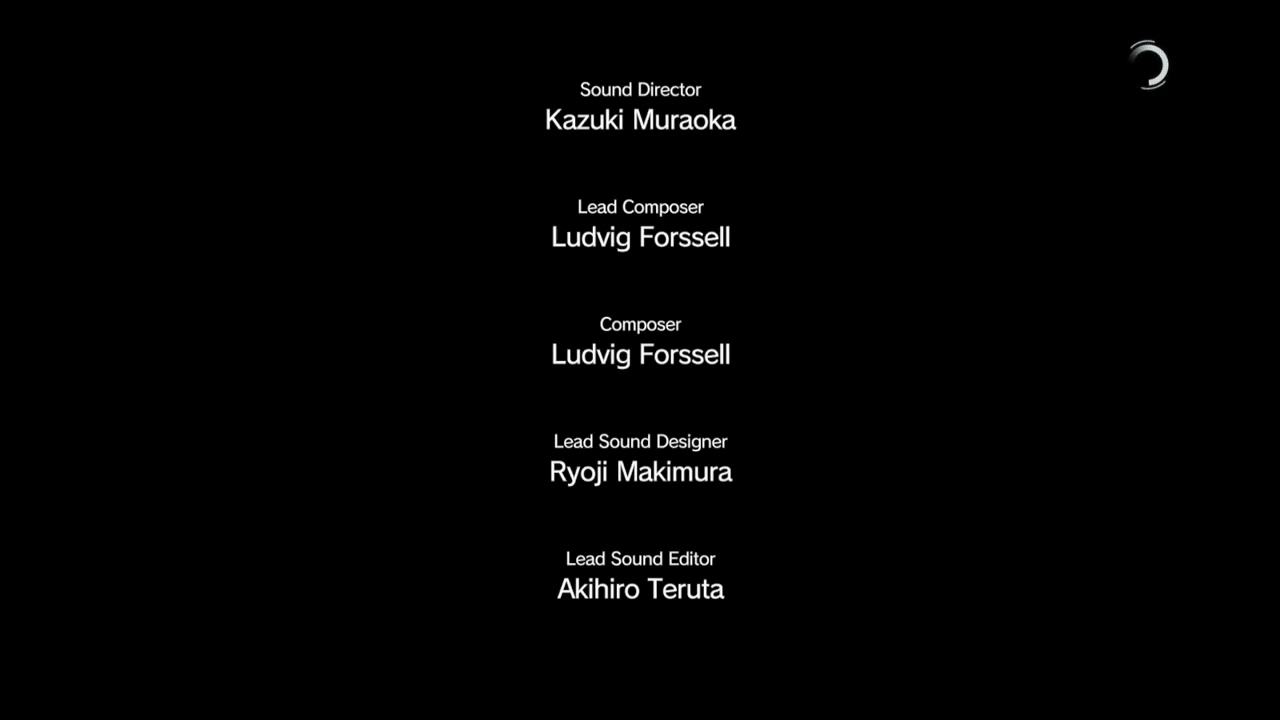 Sound Director
Kazuki Muraoka
Lead Composer
Ludvig Forssell
Composer
Ludvig Forssell
Lead Sound Designer
Ryoji Makimura
Lead Sound Editor
Akihiro Teruta